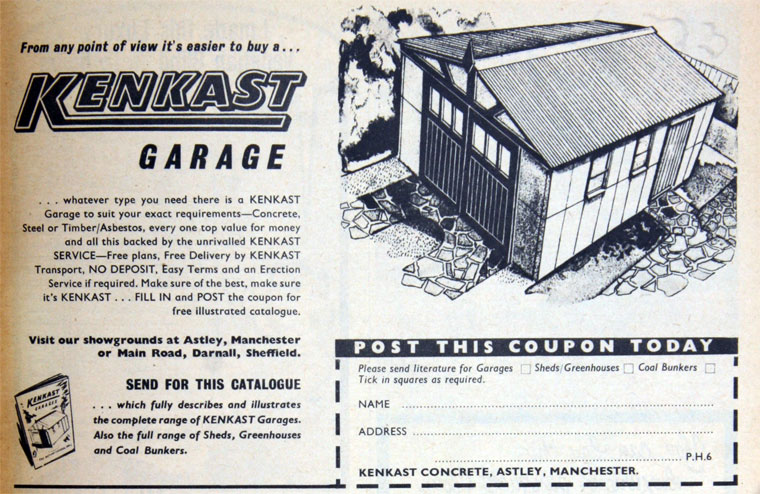 From any point of view it's easier to buy a...
KENKAST
GARAGE
. . . whatever type you need there is a KENKAST
Garage to suit your exact requirements—Concrete,
Steel or Timber/Asbestos, every one top value for money
and all this backed by the unrivalled KENKAST
SERVICE—Free plans, Free Delivery by KENKAST
Transport, NO DEPOSIT, Easy Terms and an Erection
Service if required. Make sure of the best, make sure
it's KENKAST . . . FILL IN and POST the coupon for
free illustrated catalogue.
Visit our showgrounds at Astley, Manchester
or Main Road, Darnall, Sheffield.
SEND FOR THIS CATALOGUE
. . . which fully describes and illustrates
the complete range of KENKAST Garages.
Also the full range of Sheds, Greenhouses
and Coal Bunkers.
KENKAST
GARAGES
POST THIS COUPON TODAY
Please send literature for Garages □ Sheds/Greenhouses □ Coal Bunkers □
Tick in squares as required.
NAME
ADDRESS
P.H.6
KENKAST CONCRETE, ASTLEY, MANCHESTER.